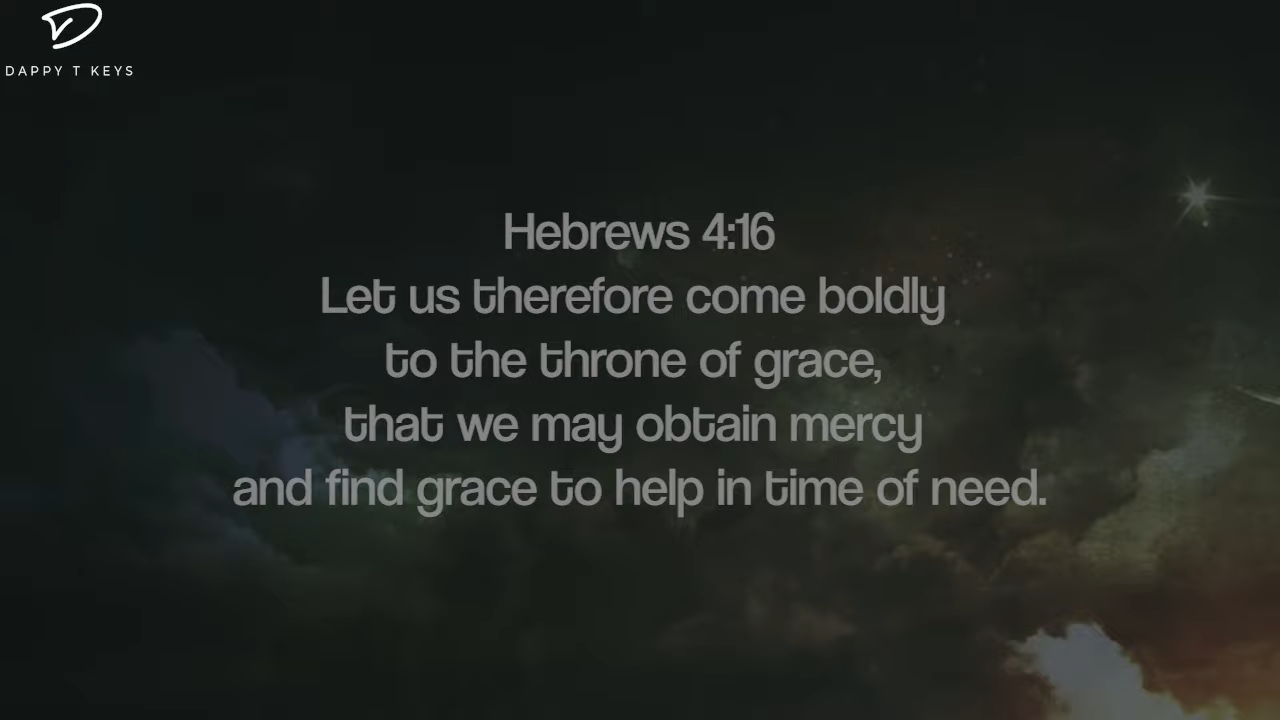 DAPPY T KEYS
Hebrews 4:16
Let us therefore come boldly
to the throne of grace,
that we may obtain mercy
and find grace to help in time of need.